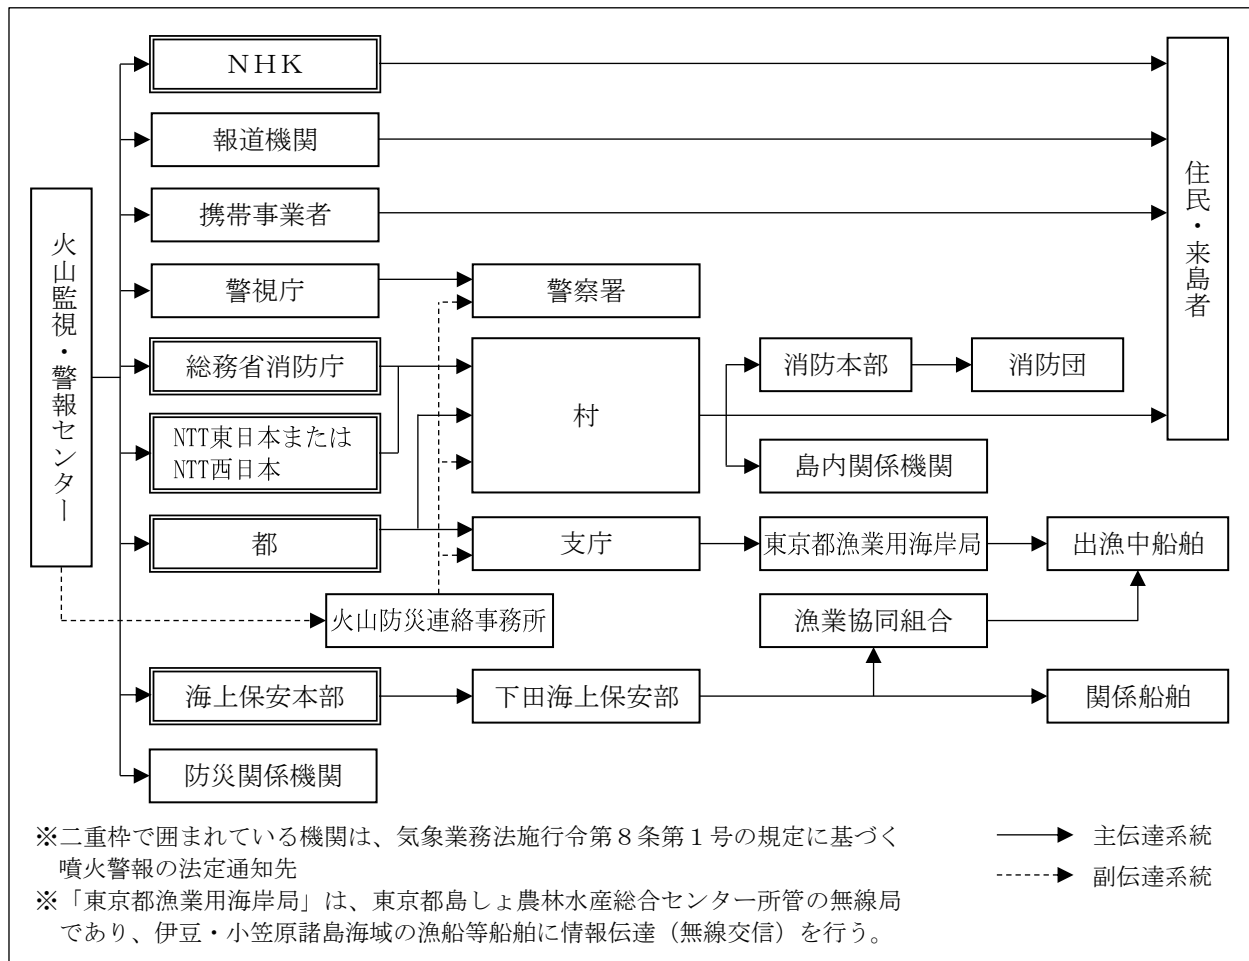 火山監視・警報センター
NHK
報道機関
携帯事業者
警視庁
総務省消防庁
NTT東日本または
NTT西日本
都
火山防災連絡事務所
海上保安本部
防災関係機関
警察署
村
支庁
下田海上保安部
消防本部
消防団
島内関係機関
東京都漁業用海岸局
出漁中船舶
漁業協同組合
関係船舶
住民・来島者
※二重枠で囲まれている機関は、気象業務法施行令第8条第1号の規定に基づく
噴火警報の法定通知先
※「東京都漁業用海岸局」は、東京都島しょ農林水産総合センター所管の無線局
であり、伊豆・小笠原諸島海域の漁船等船舶に情報伝達（無線交信）を行う。
主伝達系統
副伝達系統